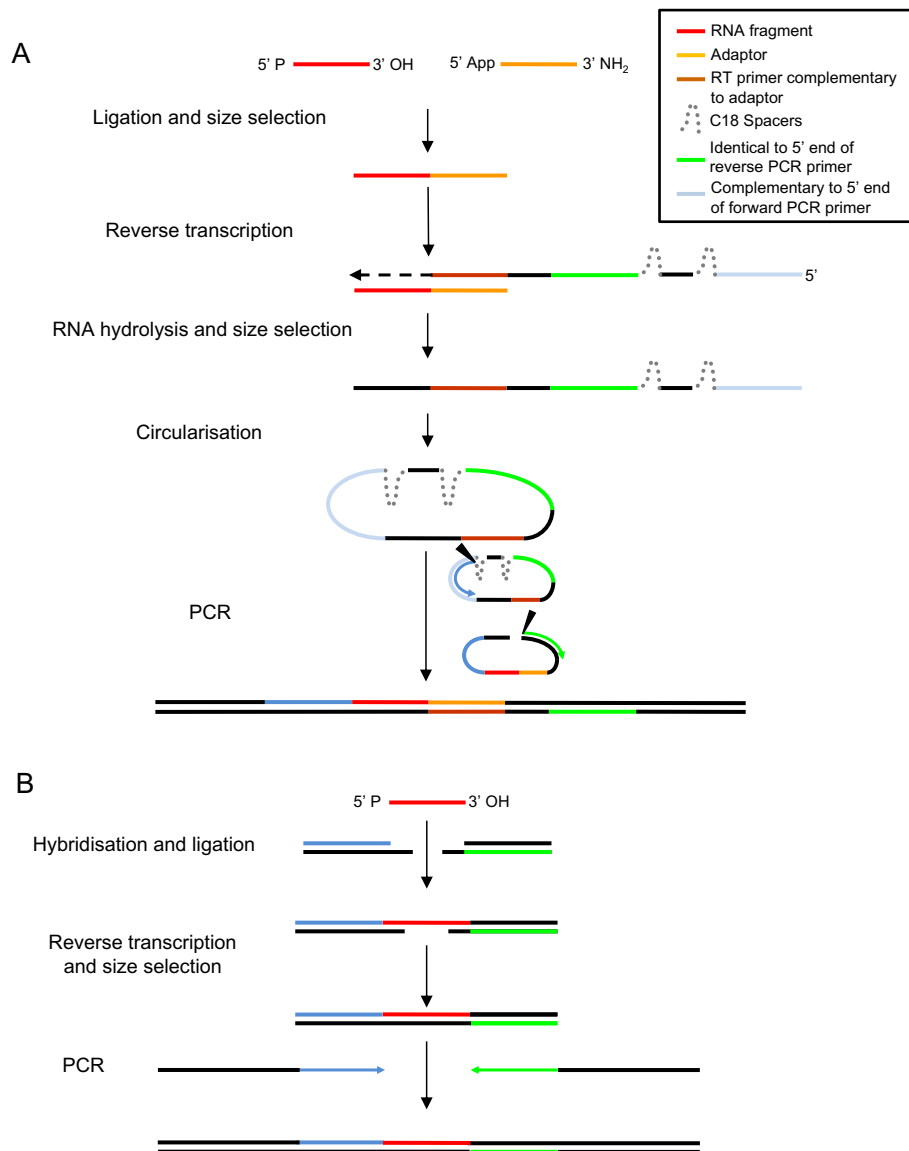 A
5' P
3' OH
5' App
3' NH2
RNA fragment
Adaptor
RT primer complementary
to adaptor
C18 Spacers
Identical to 5' end of
reverse PCR primer
Complementary to 5' end
of forward PCR primer
Ligation and size selection
Reverse transcription
5'
RNA hydrolysis and size selection
Circularisation
PCR
B
5' P
3' OH
Hybridisation and ligation
Reverse transcription
and size selection
PCR